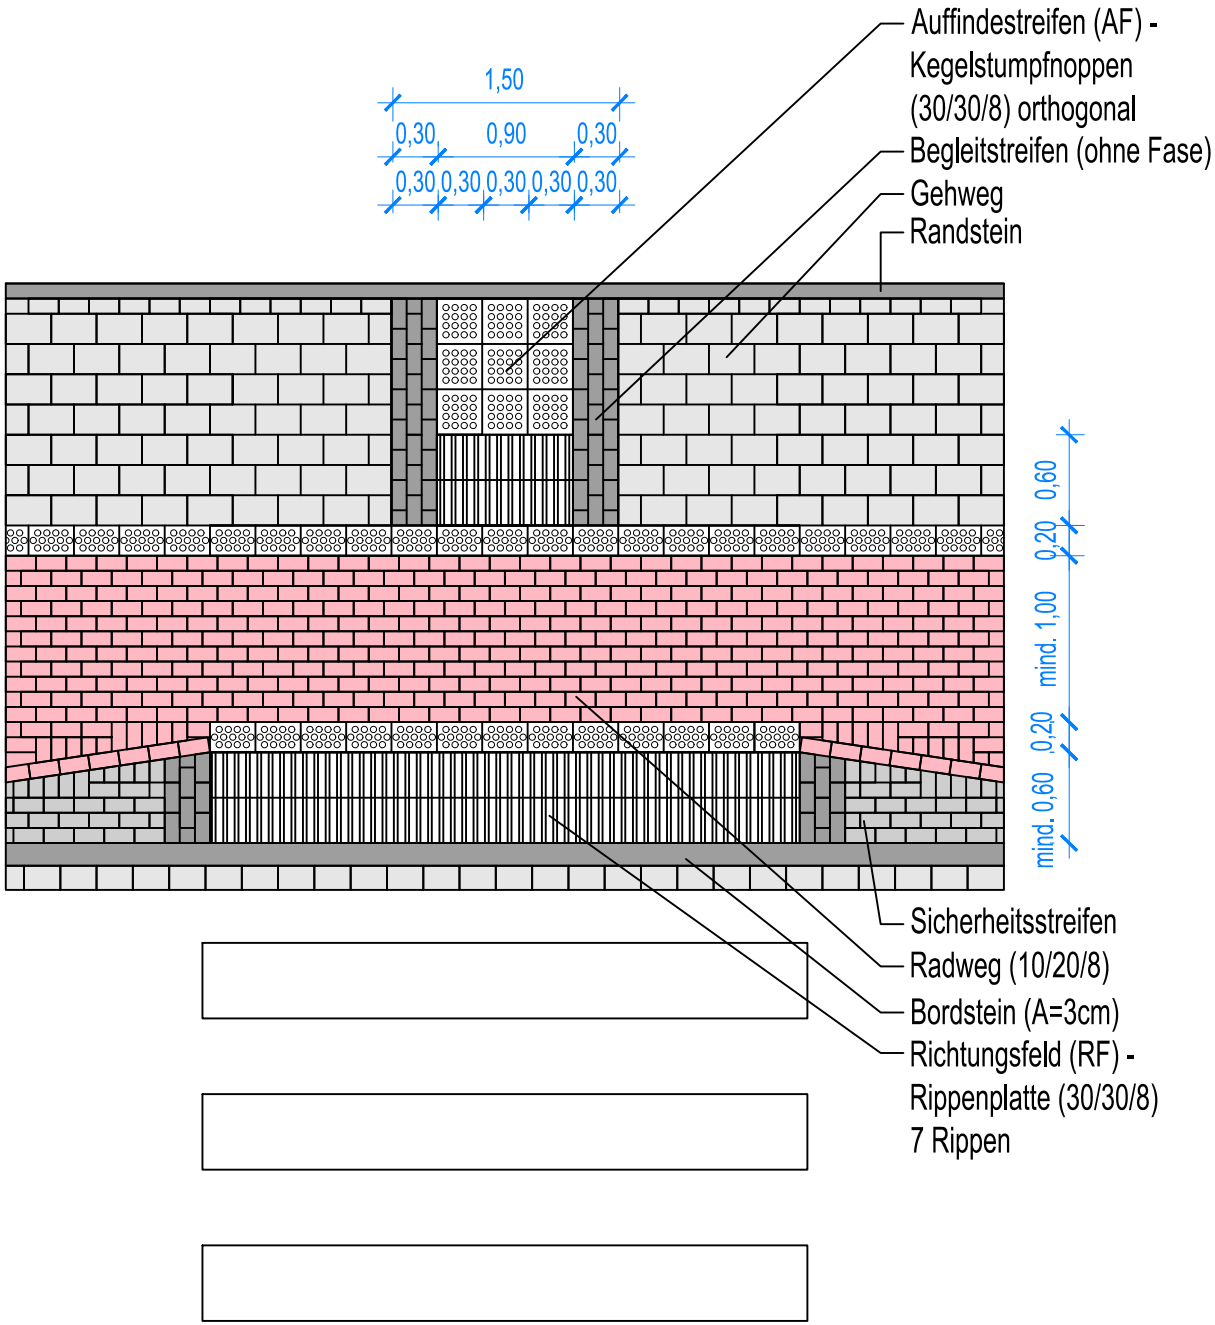 Auffindestreifen (AF) -
Kegelstumpfnoppen
(30/30/8) orthogonal
Begleitstreifen (ohne Fase)
Gehweg
Randstein
1,50
0,30 0,90 0,30
0,30 0,30 0,30 0,30 0,30
0,60
0,20
mind. 1,00
0,20
mind. 0,60
Sicherheitsstreifen
Radweg (10/20/8)
Bordstein (A=3cm)
Richtungsfeld (RF) -
Rippenplatte (30/30/8)
7 Rippen